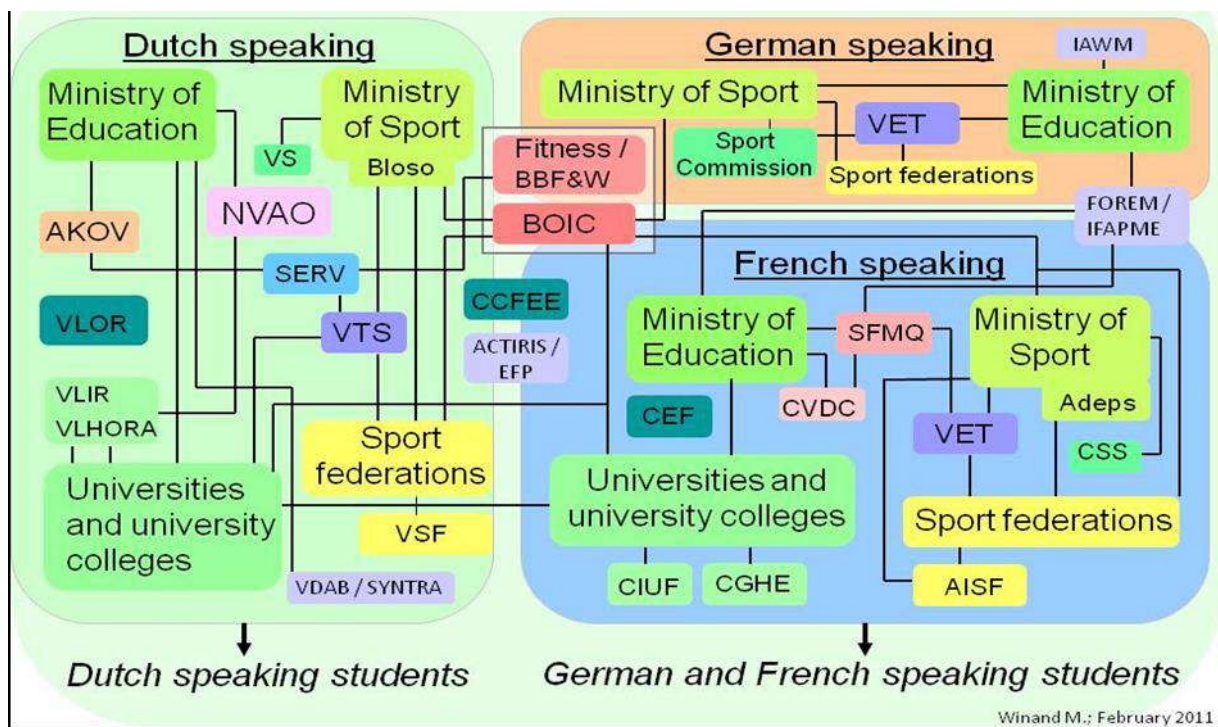 Dutch speaking
Ministry of
Education
Ministry
of Sport
Bloso
VS
NVAO
AKOV
SERV
VLOR
VTS
VLIR
VLHORA
Sport
federations
Universities
and university
colleges
VSF
VDAB / SYNTRA
Fitness /
BBF&W
BOIC
CCFEE
ACTIRIS /
EFP
German speaking
IAWM
Ministry of Sport
Ministry of
Education
Sport
Commission
VET
Sport federations
FOREM /
IFAPME
French speaking
Ministry of
Education
SFMQ
Ministry of
Sport
Adeps
CVDC
CEF
VET
CSS
Universities and
university colleges
Sport federations
CIUF
CGHE
AISF
Dutch speaking students
German and French speaking students
Winand M.; February 2011